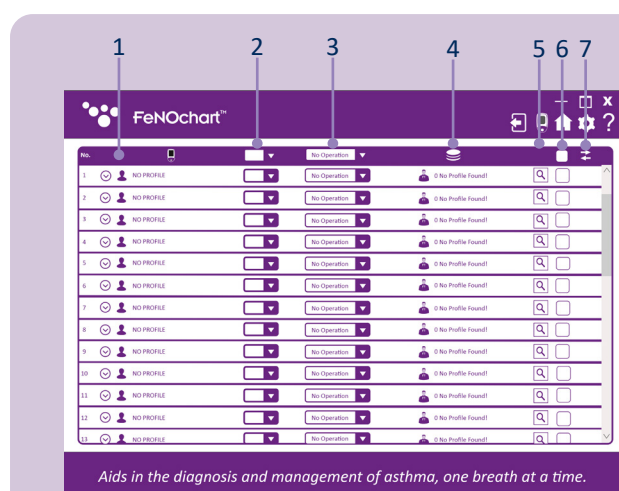 1 2 3 4 5 6 7
X
FeNOchart™
?
No. No Operation
1 NO PROFILE No Operation 0 No Profile Found!
2 NO PROFILE No Operation 0 No Profile Found!
3 NO PROFILE No Operation 0 No Profile Found!
4 NO PROFILE No Operation 0 No Profile Found!
5 NO PROFILE No Operation 0 No Profile Found!
6 NO PROFILE No Operation 0 No Profile Found!
7 NO PROFILE No Operation 0 No Profile Found!
8 NO PROFILE No Operation 0 No Profile Found!
9 NO PROFILE No Operation 0 No Profile Found!
10 NO PROFILE No Operation 0 No Profile Found!
11 NO PROFILE No Operation 0 No Profile Found!
12 NO PROFILE No Operation 0 No Profile Found!
13 NO PROFILE No Operation 0 No Profile Found!
Aids in the diagnosis and management of asthma, one breath at a time.